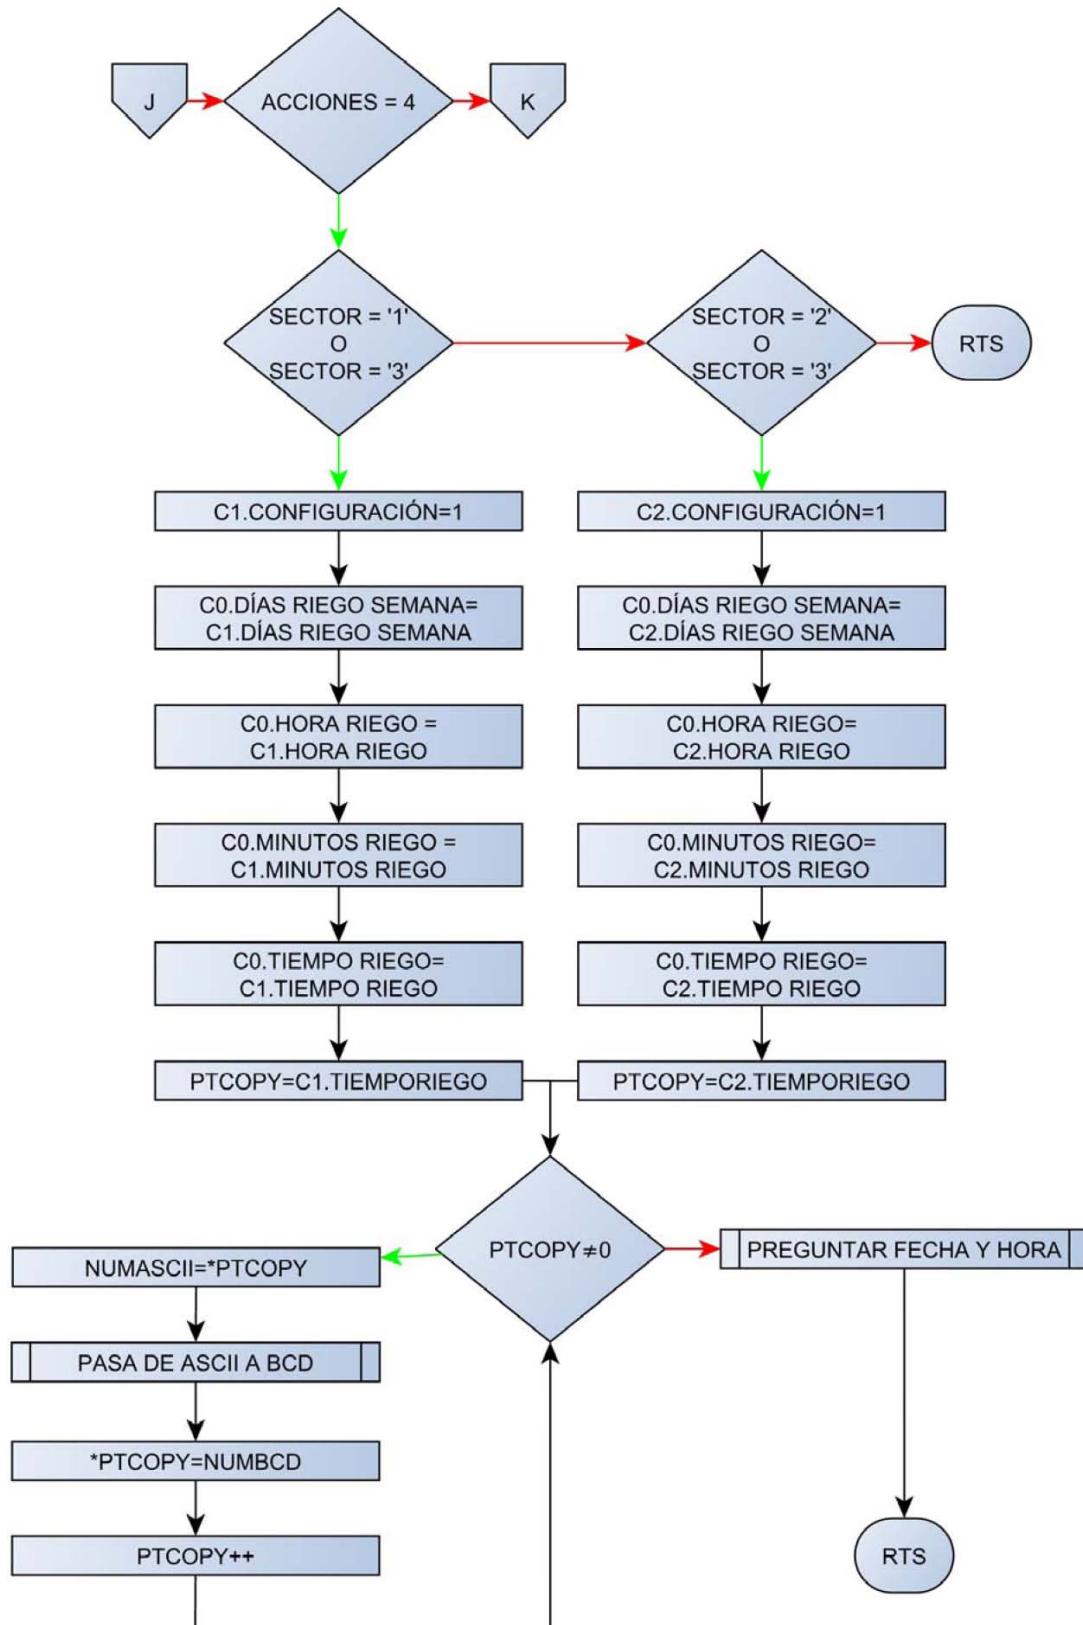 J
ACCIONES = 4
K
SECTOR = '1'
O
SECTOR = '3'
SECTOR = '2'
O
SECTOR = '3'
RTS
C1.CONFIGURACIÓN=1
C0.DÍAS RIEGO SEMANA=
C1.DÍAS RIEGO SEMANA
C0.HORA RIEGO =
C1.HORA RIEGO
C0.MINUTOS RIEGO =
C1.MINUTOS RIEGO
C0.TIEMPO RIEGO=
C1.TIEMPO RIEGO
PTCOPY=C1.TIEMPORIEGO
C2.CONFIGURACIÓN=1
C0.DÍAS RIEGO SEMANA=
C2.DÍAS RIEGO SEMANA
C0.HORA RIEGO=
C2.HORA RIEGO
C0.MINUTOS RIEGO=
C2.MINUTOS RIEGO
C0.TIEMPO RIEGO=
C2.TIEMPO RIEGO
PTCOPY=C2.TIEMPORIEGO
PTCOPY≠0
NUMASCII=*PTCOPY
PASA DE ASCII A BCD
*PTCOPY=NUMBCD
PTCOPY++
PREGUNTAR FECHA Y HORA
RTS